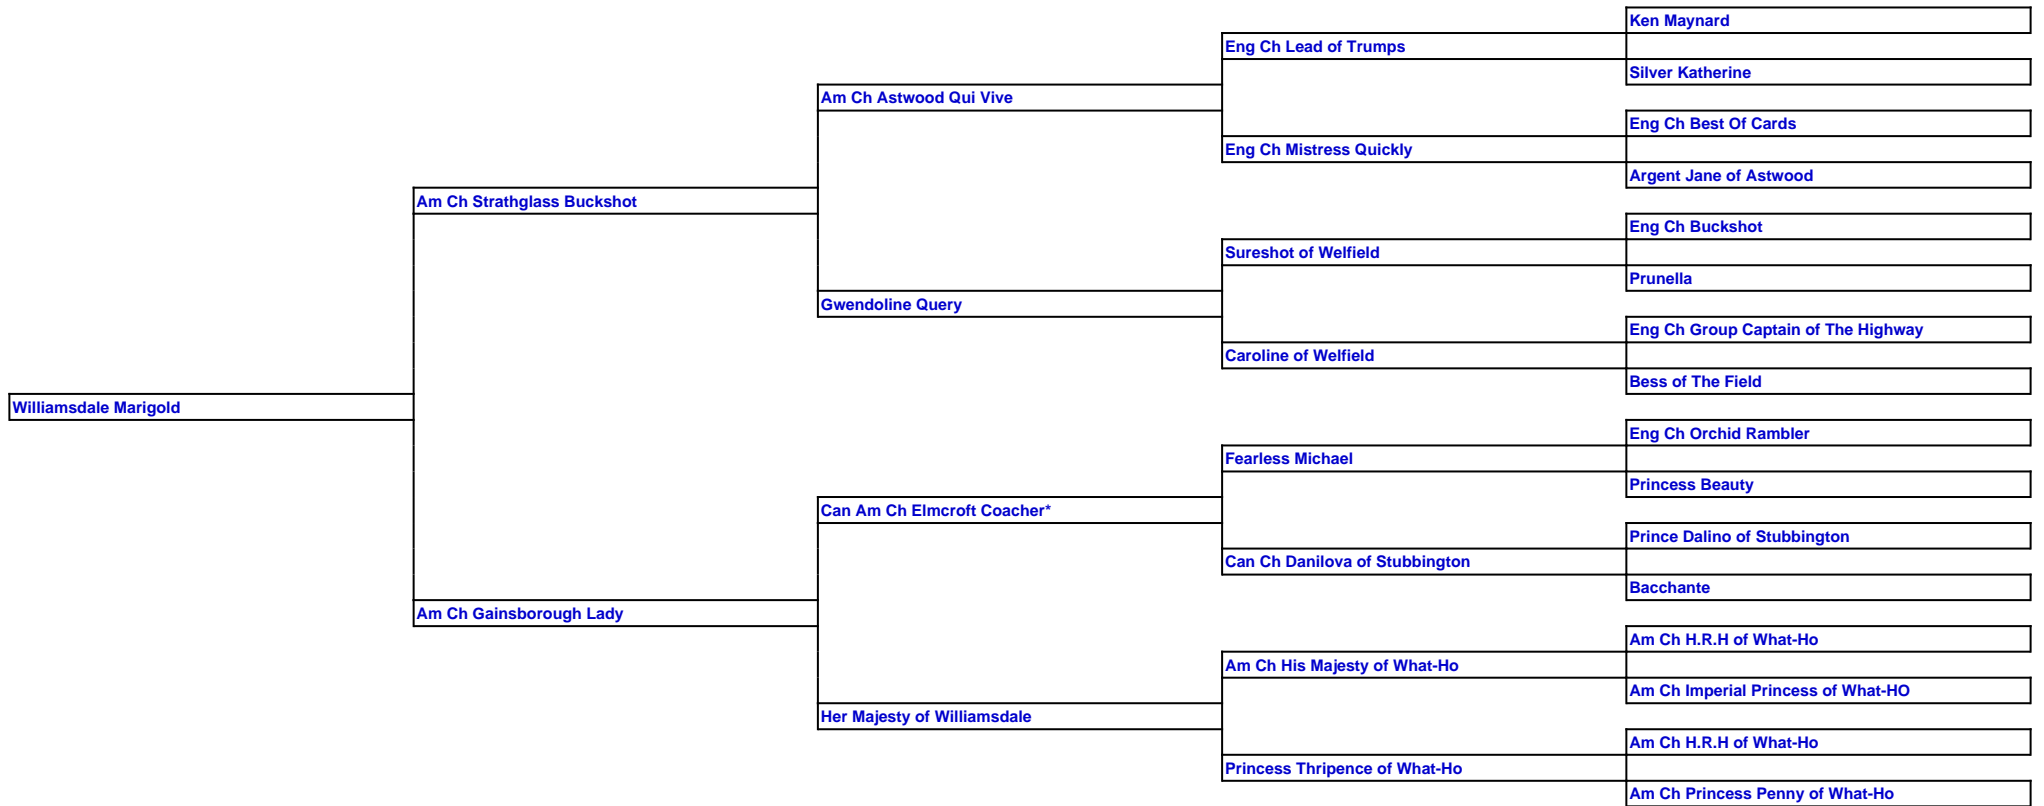 Ken Maynard
Eng Ch Lead of Trumps
Silver Katherine
Am Ch Astwood Qui Vive
Eng Ch Best Of Cards
Eng Ch Mistress Quickly
Argent Jane of Astwood
Am Ch Strathglass Buckshot
Eng Ch Buckshot
Sureshot of Welfield
Prunella
Gwendoline Query
Eng Ch Group Captain of The Highway
Caroline of Welfield
Bess of The Field
Williamsdale Marigold
Eng Ch Orchid Rambler
Fearless Michael
Princess Beauty
Can Am Ch Elmcroft Coacher*
Prince Dalino of Stubbington
Can Ch Danilova of Stubbington
Bacchante
Am Ch Gainsborough Lady
Am Ch H.R.H of What-Ho
Am Ch His Majesty of What-Ho
Am Ch Imperial Princess of What-HO
Her Majesty of Williamsdale
Am Ch H.R.H of What-Ho
Princess Thripence of What-Ho
Am Ch Princess Penny of What-Ho